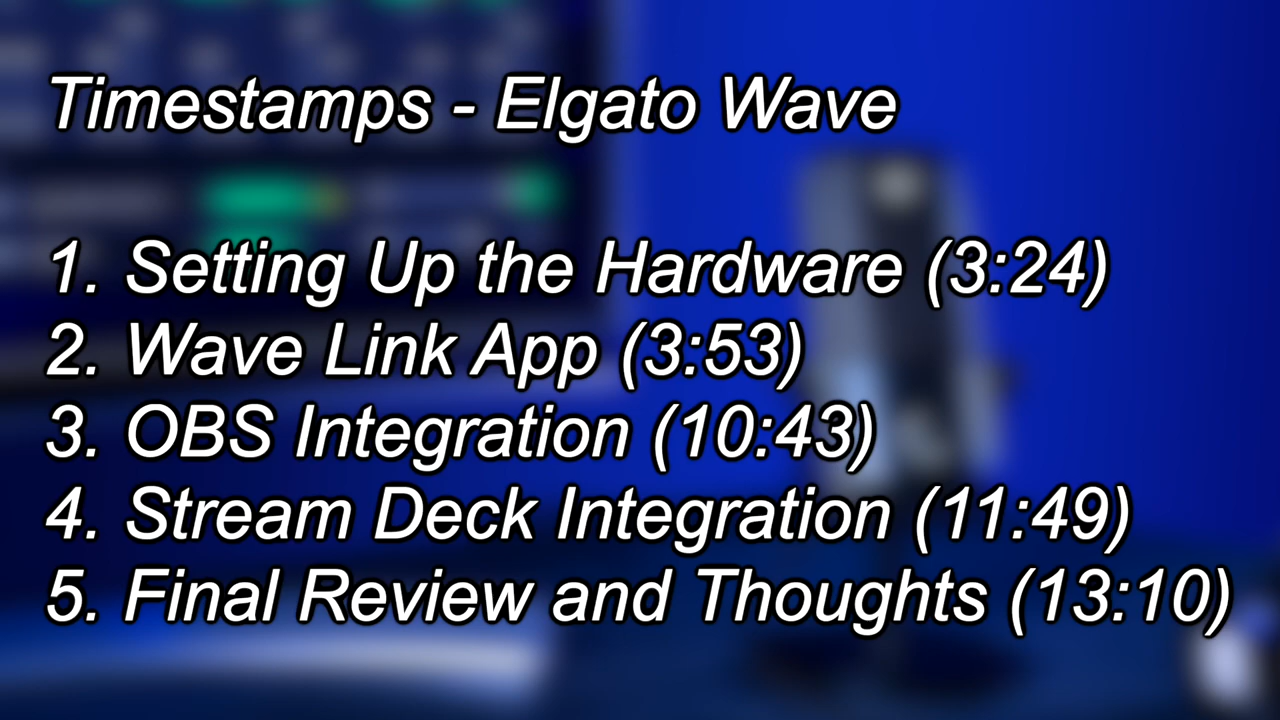 Timestamps - Elgato Wave
1. Setting Up the Hardware (3:24)
2. Wave Link App (3:53)
3. OBS Integration (10:43)
4. Stream Deck Integration (11:49)
5. Final Review and Thoughts (13:10)